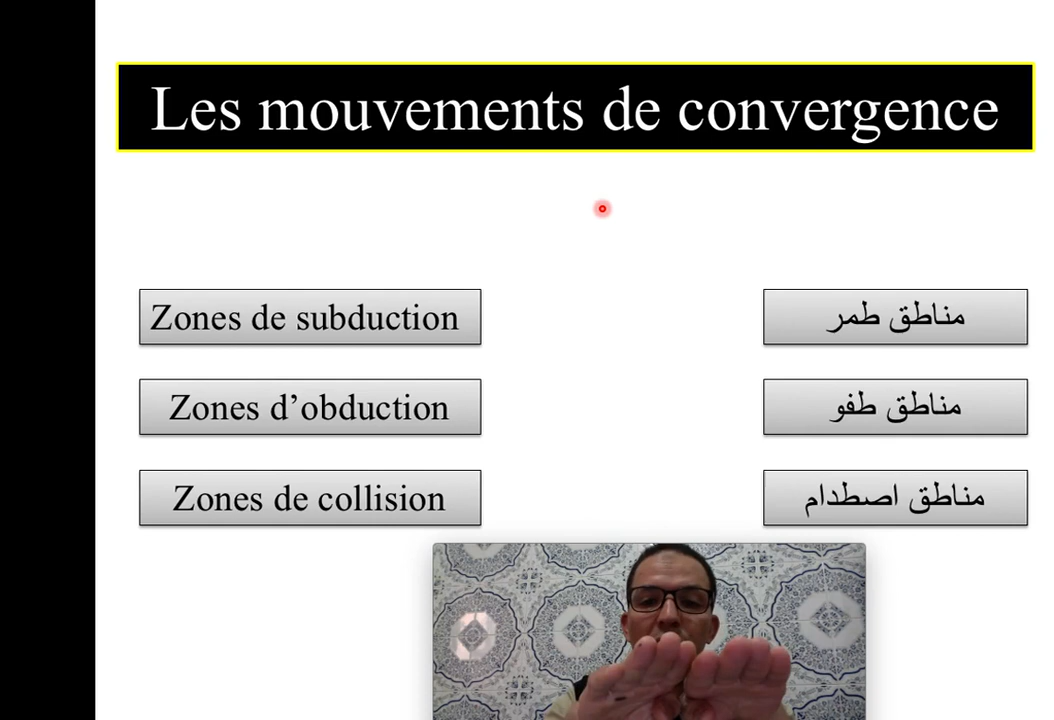 Les mouvements de convergence
Zones de subduction
مناطق طمر
Zones d’obduction
مناطق طفو
Zones de collision
مناطق اصطدام